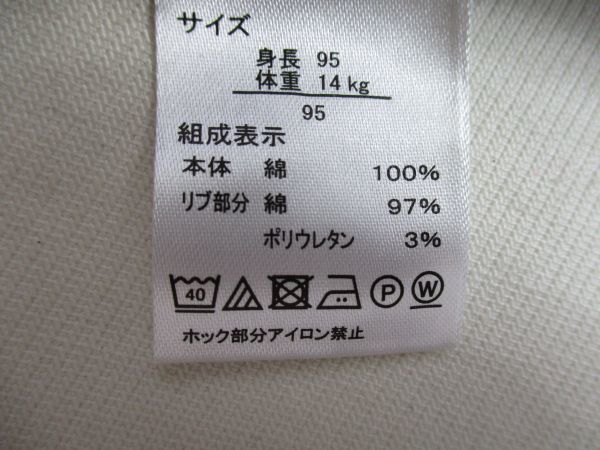 サイズ
身長 95
体重 14kg
95
組成表示
本体 綿 100%
リブ部分 綿 97%
ポリウレタン 3%
40 P W
ホック部分アイロン禁止